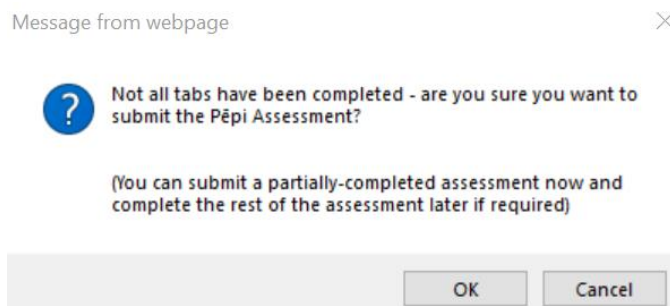 Message from webpage
Not all tabs have been completed - are you sure you want to
submit the Pēpi Assessment?
(You can submit a partially-completed assessment now and
complete the rest of the assessment later if required)
OK
Cancel